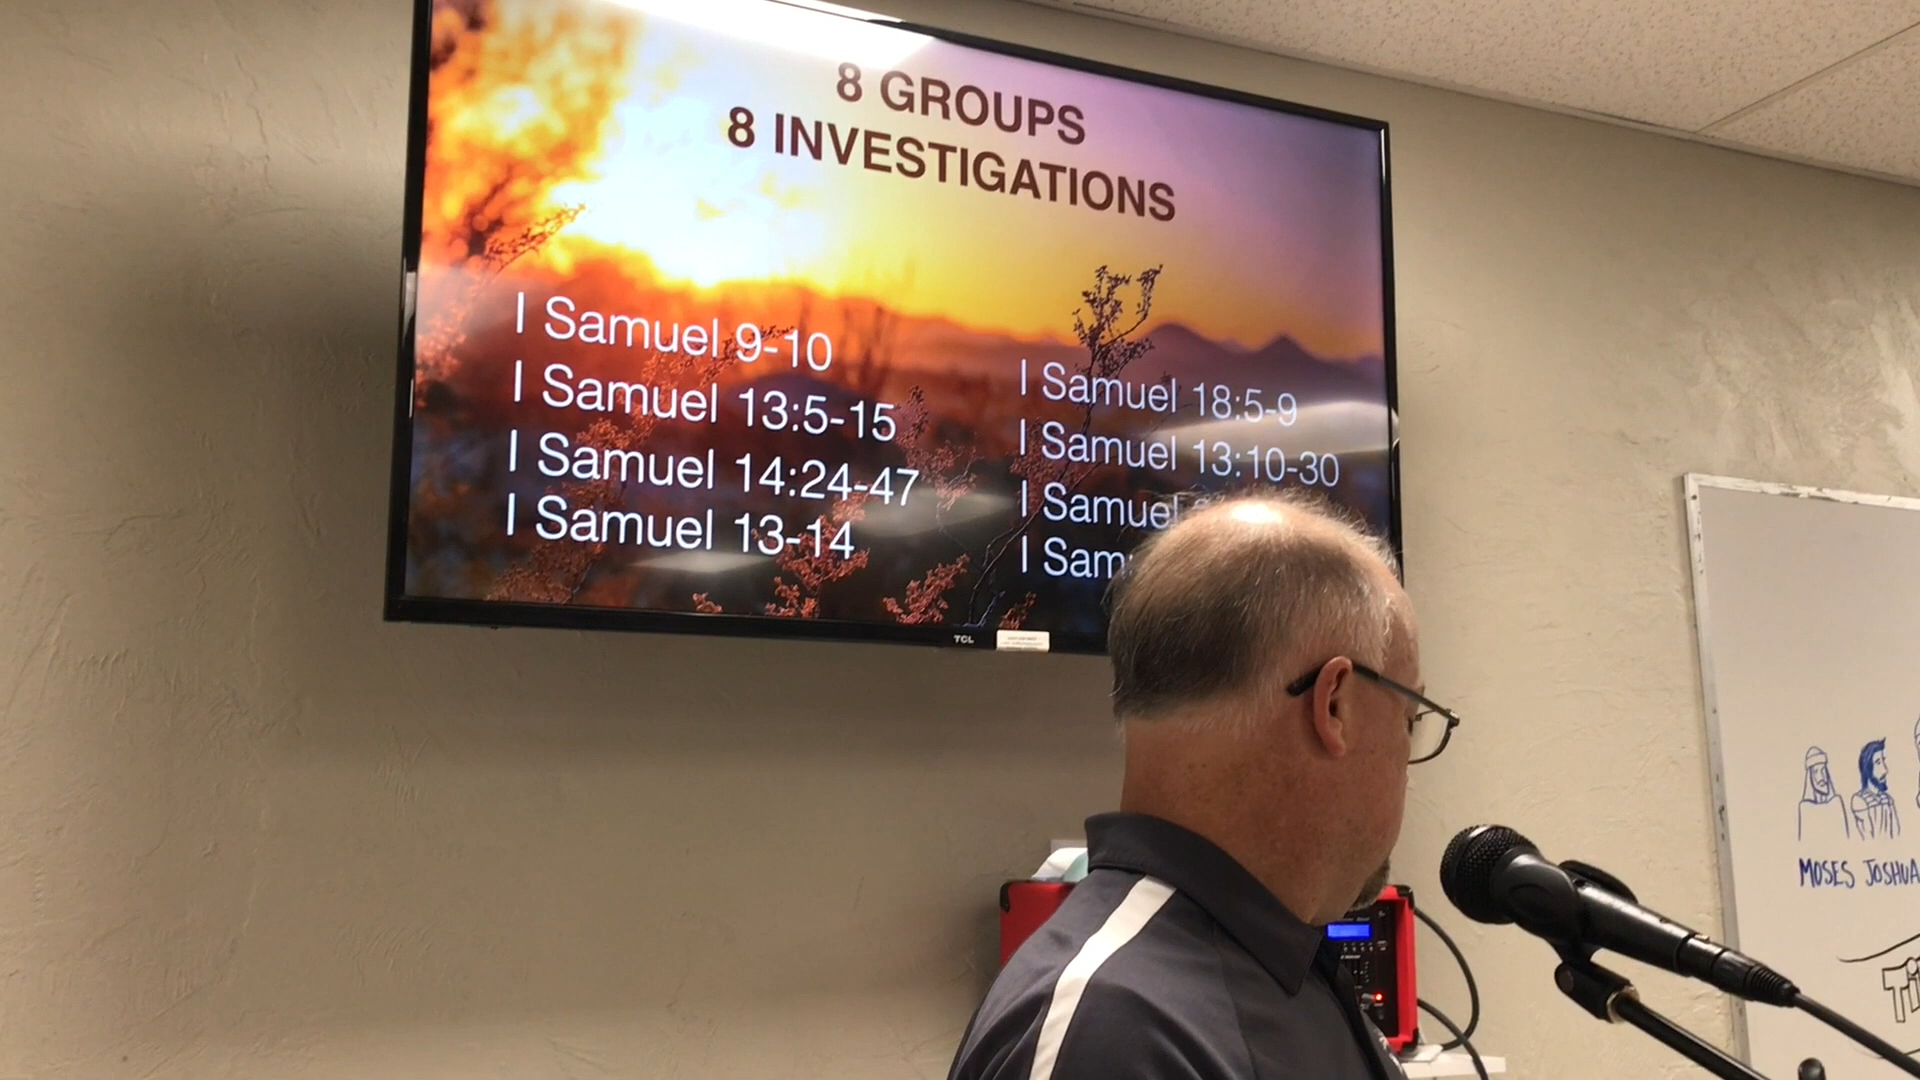 8 GROUPS
8 INVESTIGATIONS
I Samuel 9-10
I Samuel 13:5-15
I Samuel 14:24-47
I Samuel 13-14
I Samuel 18:5-9
I Samuel 13:10-30
I Samuel
I
TCL
MOSES JOSHUA